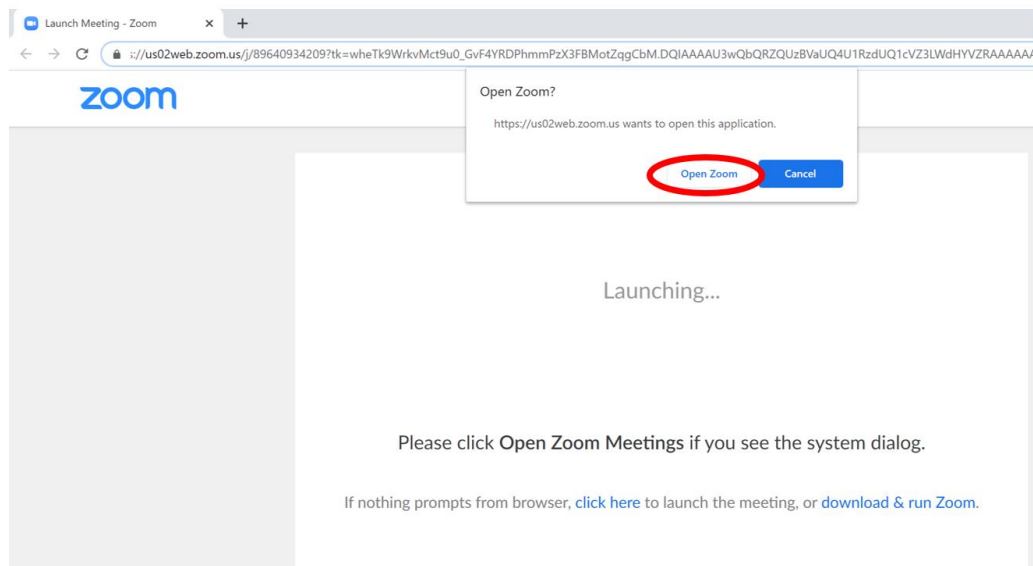 Launch Meeting - Zoom
://us02web.zoom.us/j/89640934209?tk=wheTk9WrkvMct9u0_GvF4YRDPhmmPzX3FBMotZqgCbM.DQIAAAAU3wQbQRZQUzBVaUQ4U1RzdUQ1cVZ3LWdHYVZRAAAAAA
zoom
Open Zoom?
https://us02web.zoom.us wants to open this application.
Open Zoom Cancel
Launching...
Please click Open Zoom Meetings if you see the system dialog.
If nothing prompts from browser, click here to launch the meeting, or download & run Zoom.